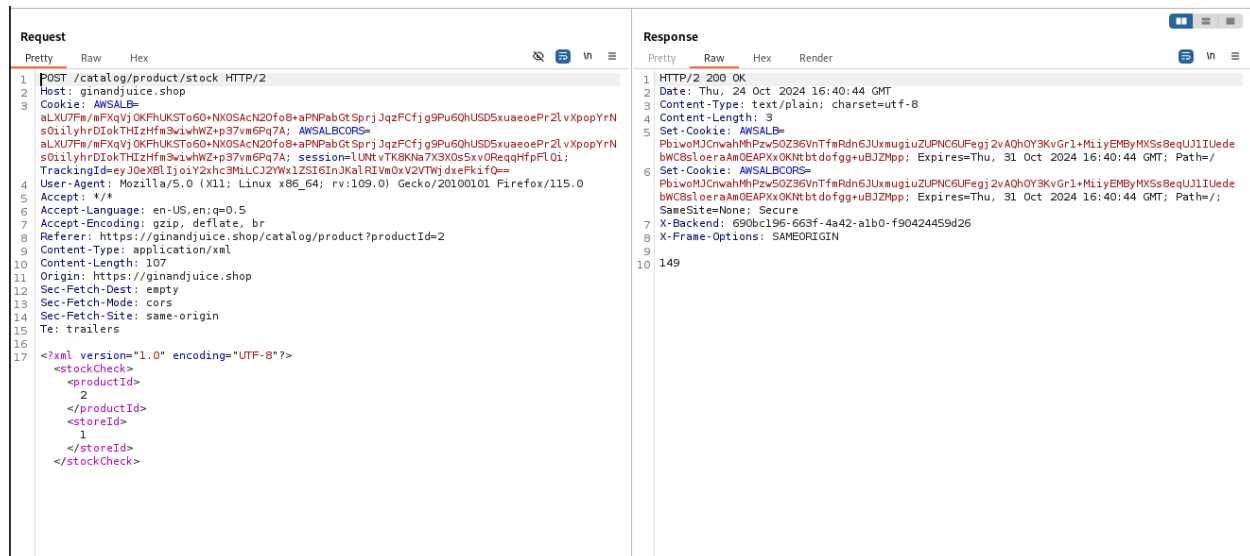 Request
Pretty Raw Hex \n
1 POST /catalog/product/stock HTTP/2
2 Host: ginandjuice.shop
3 Cookie: AWSALB=
aLXU7Fm/mFXqVjOKFhUKSTo60+NXOSAcN2Ofo8+aPNPabGtSprjJqzFCfjg9Pu6QhUSD5xuaeoePr2lvXpopYrN
sOiilyhrDIokTHIzHfm3wiwhWZ+p37vm6Pq7A; AWSALBCORS=
aLXU7Fm/mFXqVjOKFhUKSTo60+NXOSAcN2Ofo8+aPNPabGtSprjJqzFCfjg9Pu6QhUSD5xuaeoePr2lvXpopYrN
sOiilyhrDIokTHIzHfm3wiwhWZ+p37vm6Pq7A; session=lUNtvTK8KNa7X3XOs5xvOReqqHfpFlQi;
TrackingId=eyJ0eXBlIjoiY2xhc3MiLCJ2YWx1ZSI6InJKalRIVmOxV2VTWjdxeFkifQ==
4 User-Agent: Mozilla/5.0 (X11; Linux x86_64; rv:109.0) Gecko/20100101 Firefox/115.0
5 Accept: */*
6 Accept-Language: en-US,en;q=0.5
7 Accept-Encoding: gzip, deflate, br
8 Referer: https://ginandjuice.shop/catalog/product?productId=2
9 Content-Type: application/xml
10 Content-Length: 107
11 Origin: https://ginandjuice.shop
12 Sec-Fetch-Dest: empty
13 Sec-Fetch-Mode: cors
14 Sec-Fetch-Site: same-origin
15 Te: trailers
16
17 <?xml version="1.0" encoding="UTF-8"?>
<stockCheck>
<productId>
2
</productId>
<storeId>
1
</storeId>
</stockCheck>
Response
Pretty Raw Hex Render \n
1 HTTP/2 200 OK
2 Date: Thu, 24 Oct 2024 16:40:44 GMT
3 Content-Type: text/plain; charset=utf-8
4 Content-Length: 3
5 Set-Cookie: AWSALB=
PbiwoMJCnwahMhPzw5OZ36VnTfmRdn6JUxmugiuZUPNC6UFegj2vAQhOY3KvGr1+MiiyEMByMXSs8eqUJ1IUede
bWC8sloeraAm0EAPXxOKNtbtdofgg+uBJZMpp; Expires=Thu, 31 Oct 2024 16:40:44 GMT; Path=/
6 Set-Cookie: AWSALBCORS=
PbiwoMJCnwahMhPzw5OZ36VnTfmRdn6JUxmugiuZUPNC6UFegj2vAQhOY3KvGr1+MiiyEMByMXSs8eqUJ1IUede
bWC8sloeraAm0EAPXxOKNtbtdofgg+uBJZMpp; Expires=Thu, 31 Oct 2024 16:40:44 GMT; Path=/;
SameSite=None; Secure
7 X-Backend: 690bc196-663f-4a42-a1b0-f90424459d26
8 X-Frame-Options: SAMEORIGIN
9
10 149